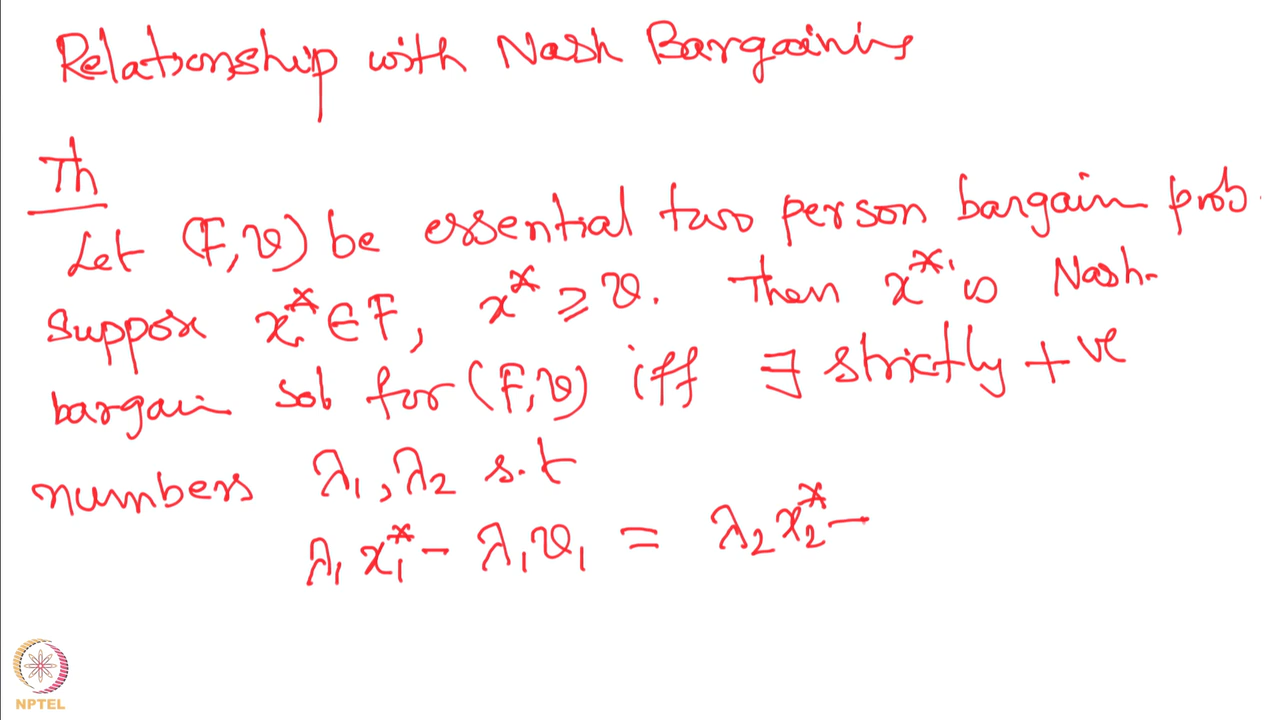 Relationship with Nash Bargaining
Th
Let (F, v) be essential two person bargain prob.
Suppose x* ∈ F, x* ≥ v. Then x* is Nash-
bargain sol for (F, v) iff ∃ strictly +ve
numbers λ₁, λ₂ s.t
λ₁ x₁* - λ₁ v₁ = λ₂ x₂* -
NPTEL